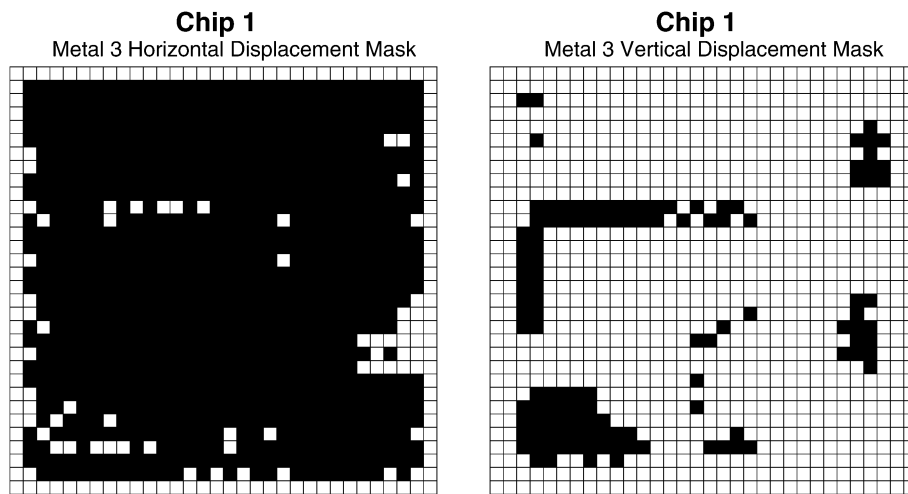 Chip 1
Metal 3 Horizontal Displacement Mask
Chip 1
Metal 3 Vertical Displacement Mask